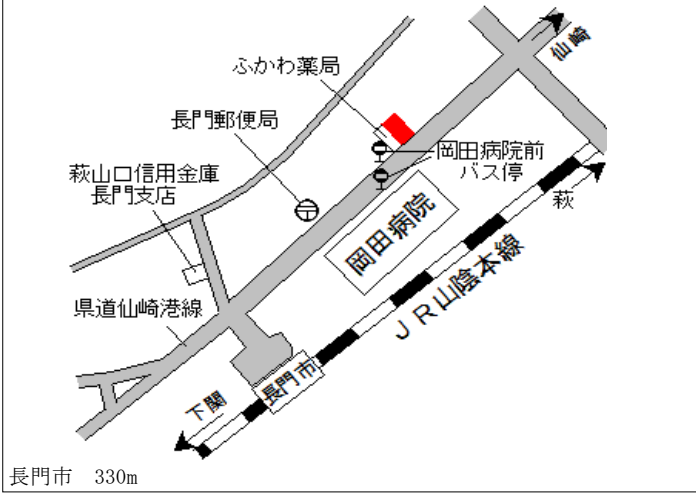 仙崎
ふかわ薬局
長門郵便局
岡田病院前
バス停
萩山口信用金庫
長門支店
萩
岡田病院
JR山陰本線
県道仙崎港線
長門市
下関
長門市 330m